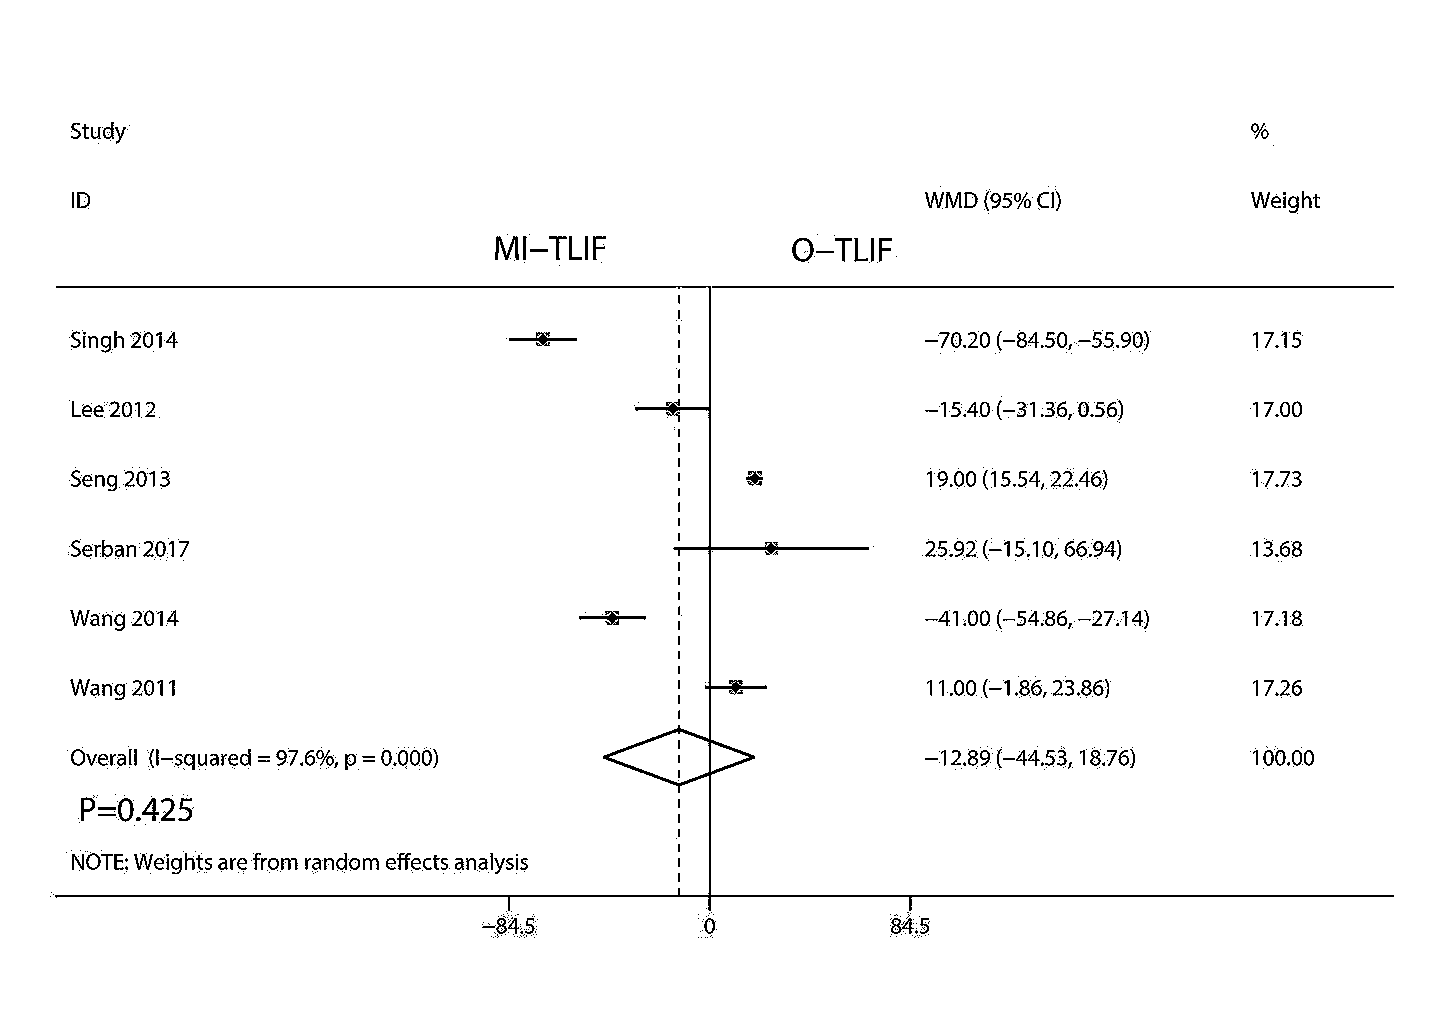 Study %
ID WMD (95% CI) Weight
MI−TLIF O−TLIF
Singh 2014 −70.20 (−84.50, −55.90) 17.15
Lee 2012 −15.40 (−31.36, 0.56) 17.00
Seng 2013 19.00 (15.54, 22.46) 17.73
Serban 2017 25.92 (−15.10, 66.94) 13.68
Wang 2014 −41.00 (−54.86, −27.14) 17.18
Wang 2011 11.00 (−1.86, 23.86) 17.26
Overall (I−squared = 97.6%, p = 0.000) −12.89 (−44.53, 18.76) 100.00
P=0.425
NOTE: Weights are from random effects analysis
−84.5 0 84.5